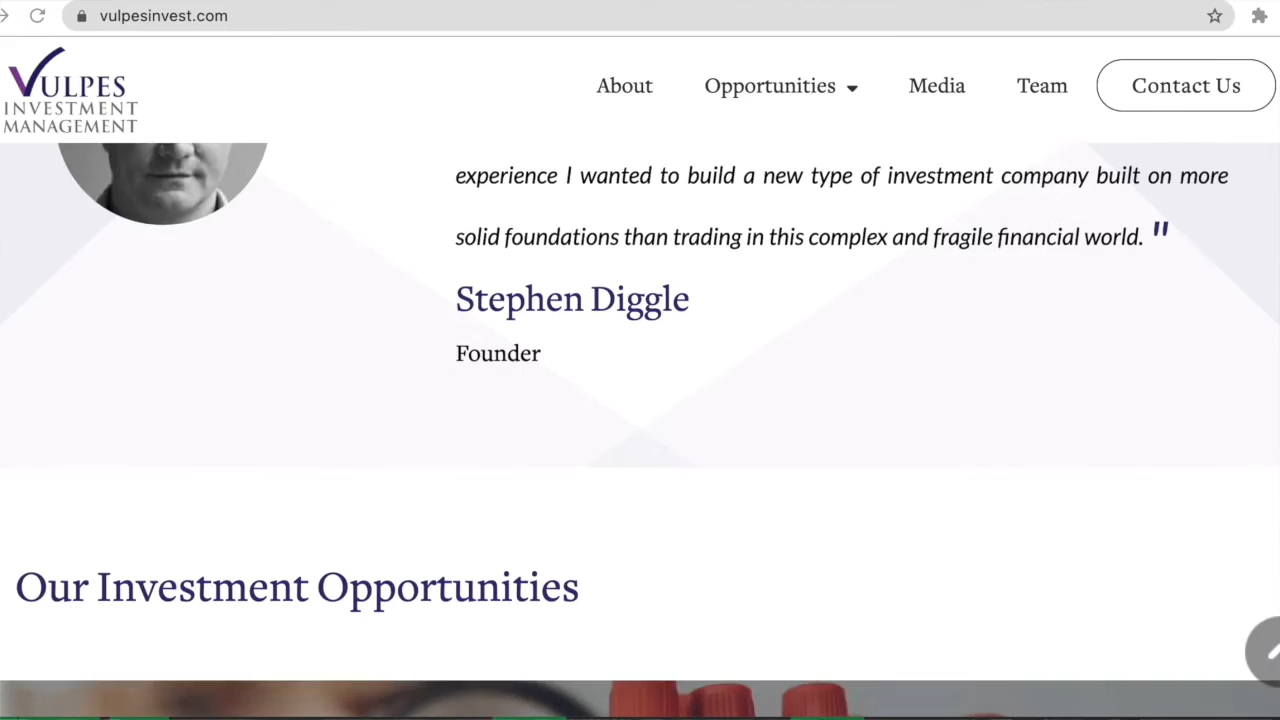 vulpesinvest.com
VULPES
INVESTMENT
MANAGEMENT
About
Opportunities
Media
Team
Contact Us
experience I wanted to build a new type of investment company built on more
solid foundations than trading in this complex and fragile financial world. "
Stephen Diggle
Founder
Our Investment Opportunities